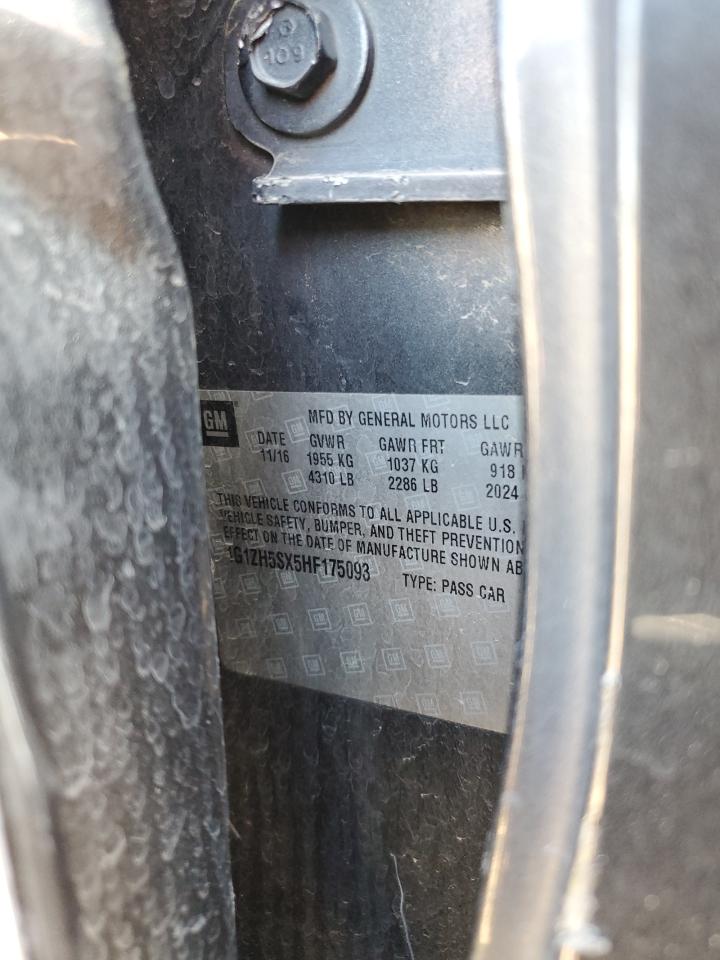 109
GM
MFD BY GENERAL MOTORS LLC
DATE GVWR GAWR FRT GAWR
11/16 1955 KG 1037 KG 918
4310 LB 2286 LB 2024
THIS VEHICLE CONFORMS TO ALL APPLICABLE U.S.
VEHICLE SAFETY, BUMPER, AND THEFT PREVENTION
EFFECT ON THE DATE OF MANUFACTURE SHOWN AB
1G1ZH5SX5HF175093 TYPE: PASS CAR